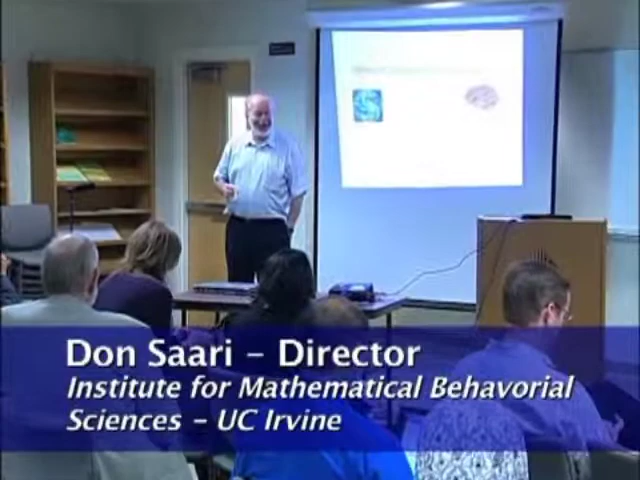 Don Saari - Director
Institute for Mathematical Behavorial
Sciences - UC Irvine